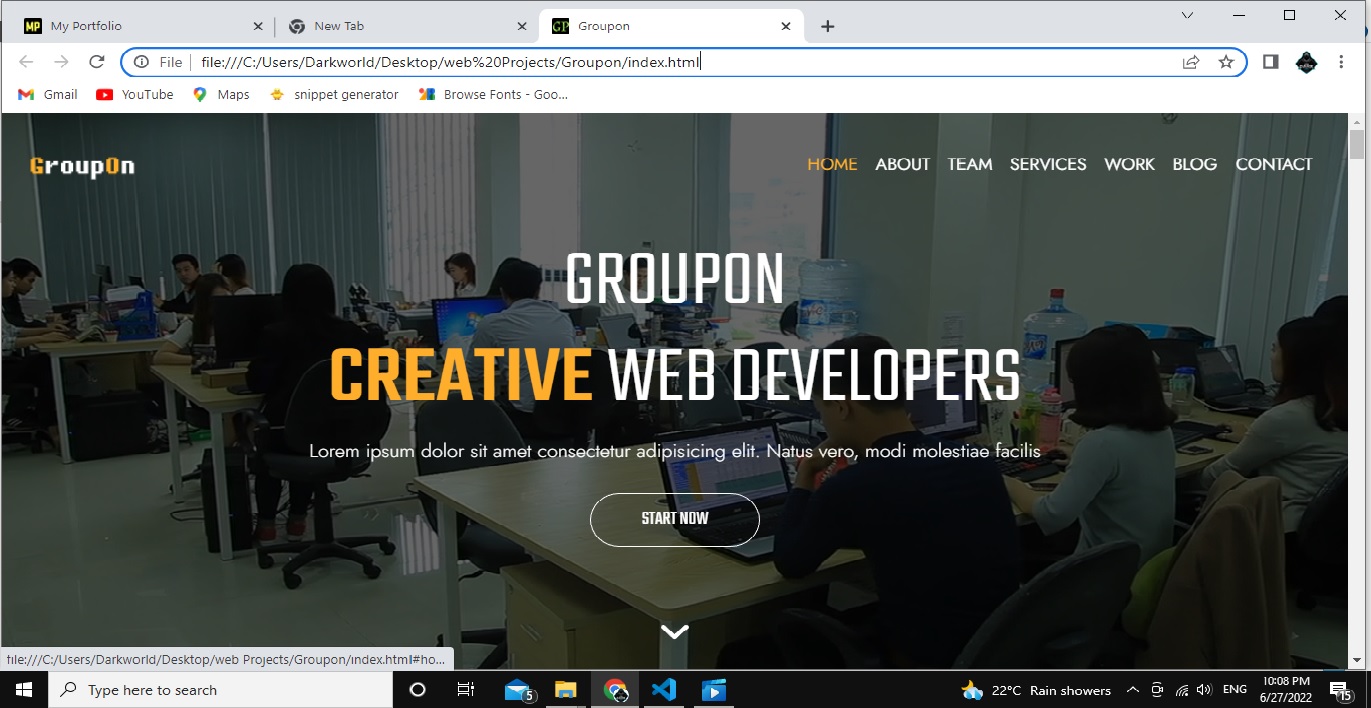 MP My Portfolio
New Tab
GP Groupon
File file:///C:/Users/Darkworld/Desktop/web%20Projects/Groupon/index.html
Gmail YouTube Maps snippet generator Browse Fonts - Goo...
GroupOn
HOME ABOUT TEAM SERVICES WORK BLOG CONTACT
GROUPON
CREATIVE WEB DEVELOPERS
Lorem ipsum dolor sit amet consectetur adipisicing elit. Natus vero, modi molestiae facilis
START NOW
file:///C:/Users/Darkworld/Desktop/web Projects/Groupon/index.html#ho...
Type here to search
5
22°C Rain showers
ENG
10:08 PM
6/27/2022
15